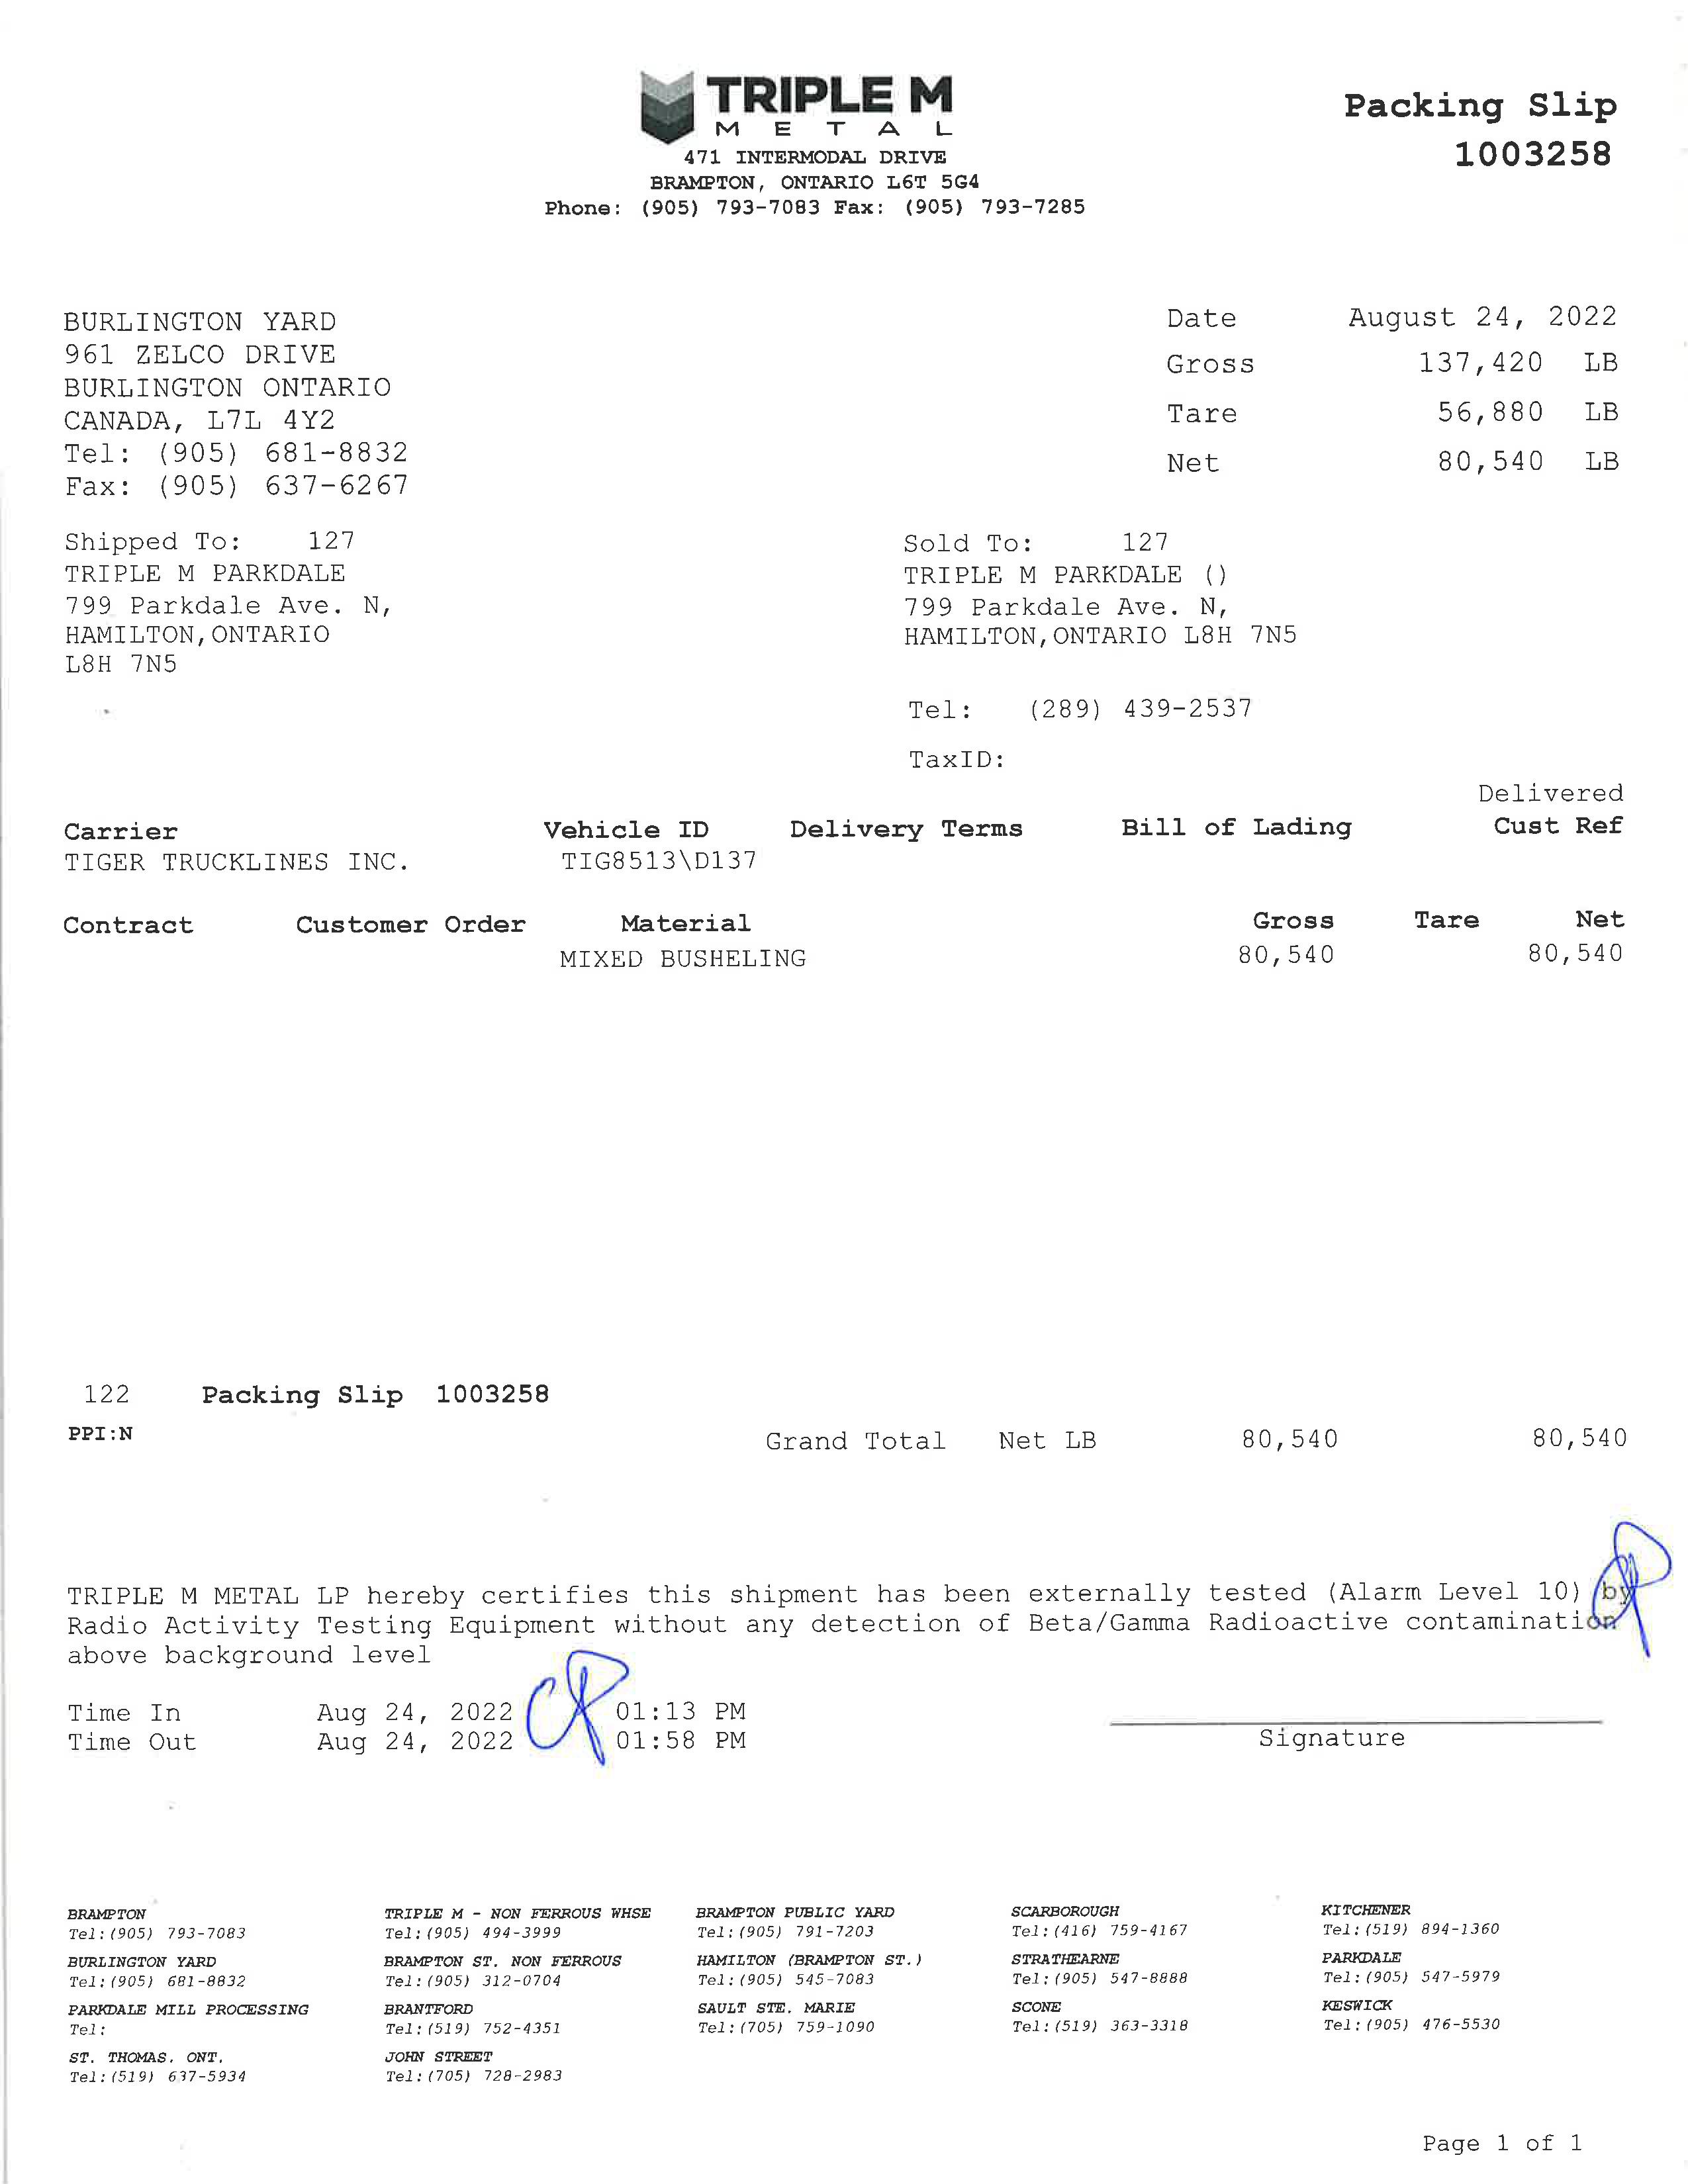 TRIPLE M
METAL
471 INTERMODAL DRIVE
BRAMPTON, ONTARIO L6T 5G4
Phone: (905) 793-7083 Fax: (905) 793-7285
Packing Slip
1003258
BURLINGTON YARD
961 ZELCO DRIVE
BURLINGTON ONTARIO
CANADA, L7L 4Y2
Tel: (905) 681-8832
Fax: (905) 637-6267
Date August 24, 2022
Gross 137,420 LB
Tare 56,880 LB
Net 80,540 LB
Shipped To: 127
TRIPLE M PARKDALE
799 Parkdale Ave. N,
HAMILTON,ONTARIO
L8H 7N5
Sold To: 127
TRIPLE M PARKDALE ()
799 Parkdale Ave. N,
HAMILTON,ONTARIO L8H 7N5
Tel: (289) 439-2537
TaxID:
Delivered
Carrier Vehicle ID Delivery Terms Bill of Lading Cust Ref
TIGER TRUCKLINES INC. TIG8513\D137
Contract Customer Order Material Gross Tare Net
MIXED BUSHELING 80,540 80,540
122 Packing Slip 1003258
PPI:N
Grand Total Net LB 80,540 80,540
TRIPLE M METAL LP hereby certifies this shipment has been externally tested (Alarm Level 10) by
Radio Activity Testing Equipment without any detection of Beta/Gamma Radioactive contamination
above background level
Time In Aug 24, 2022 01:13 PM
Time Out Aug 24, 2022 01:58 PM
Signature
BRAMPTON TRIPLE M - NON FERROUS WHSE BRAMPTON PUBLIC YARD SCARBOROUGH KITCHENER
Tel:(905) 793-7083 Tel:(905) 494-3999 Tel:(905) 791-7203 Tel:(416) 759-4167 Tel:(519) 894-1360
BURLINGTON YARD BRAMPTON ST. NON FERROUS HAMILTON (BRAMPTON ST.) STRATHEARNE PARKDALE
Tel:(905) 681-8832 Tel:(905) 312-0704 Tel:(905) 545-7083 Tel:(905) 547-8888 Tel:(905) 547-5979
PARKDALE MILL PROCESSING BRANTFORD SAULT STE. MARIE SCONE KESWICK
Tel: Tel:(519) 752-4351 Tel:(705) 759-1090 Tel:(519) 363-3318 Tel:(905) 476-5530
ST. THOMAS. ONT. JOHN STREET
Tel:(519) 637-5934 Tel:(705) 728-2983
Page 1 of 1